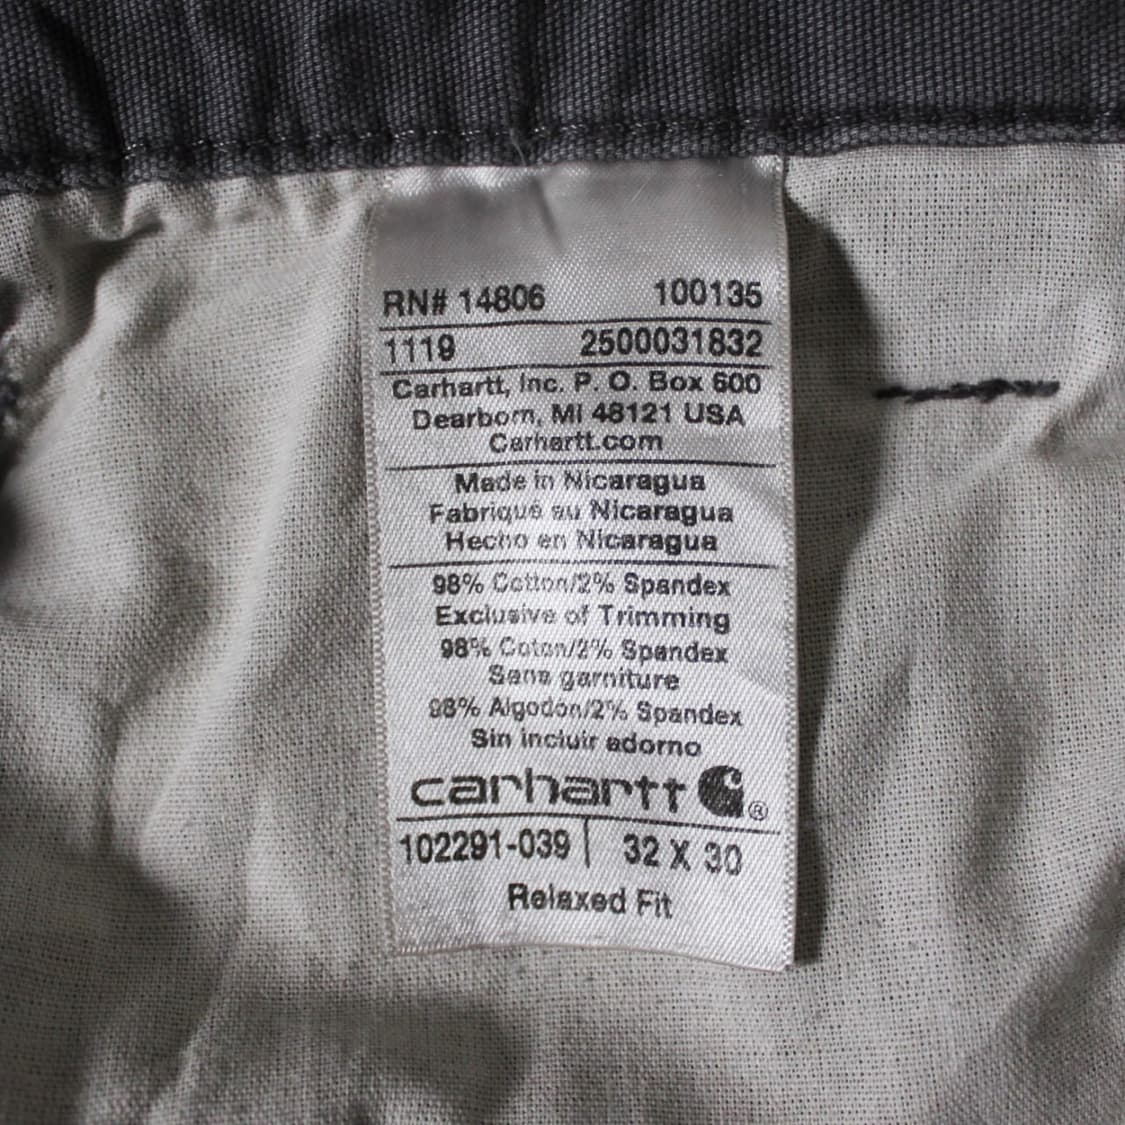 RN# 14806 100135
1119 2500031832
Carhartt, Inc. P. O. Box 600
Dearborn, MI 48121 USA
Carhartt.com
Made in Nicaragua
Fabriqué au Nicaragua
Hecho en Nicaragua
98% Cotton/2% Spandex
Exclusive of Trimming
98% Coton/2% Spandex
Sans garniture
98% Algodón/2% Spandex
Sin incluir adorno
carhartt ®
102291-039 | 32 X 30
Relaxed Fit